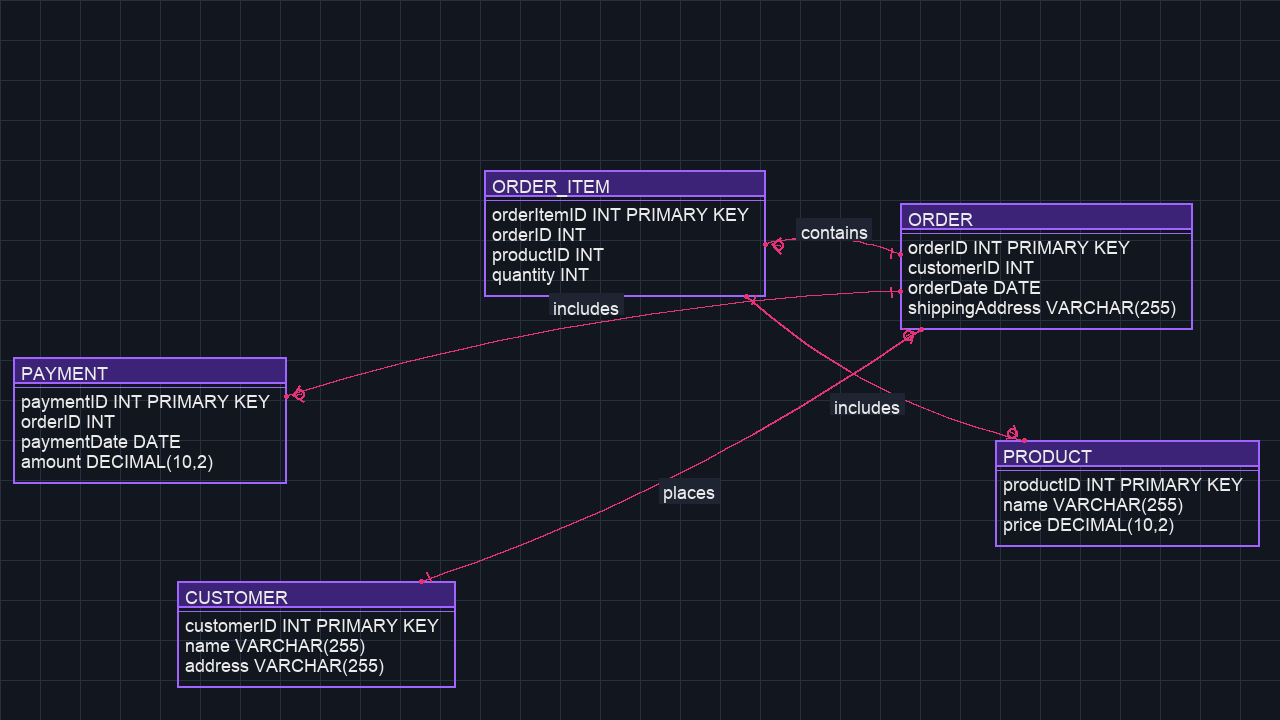 ORDER_ITEM
orderItemID INT PRIMARY KEY
orderID INT
productID INT
quantity INT
contains
ORDER
orderID INT PRIMARY KEY
customerID INT
orderDate DATE
shippingAddress VARCHAR(255)
includes
PAYMENT
paymentID INT PRIMARY KEY
orderID INT
paymentDate DATE
amount DECIMAL(10,2)
includes
PRODUCT
productID INT PRIMARY KEY
name VARCHAR(255)
price DECIMAL(10,2)
places
CUSTOMER
customerID INT PRIMARY KEY
name VARCHAR(255)
address VARCHAR(255)